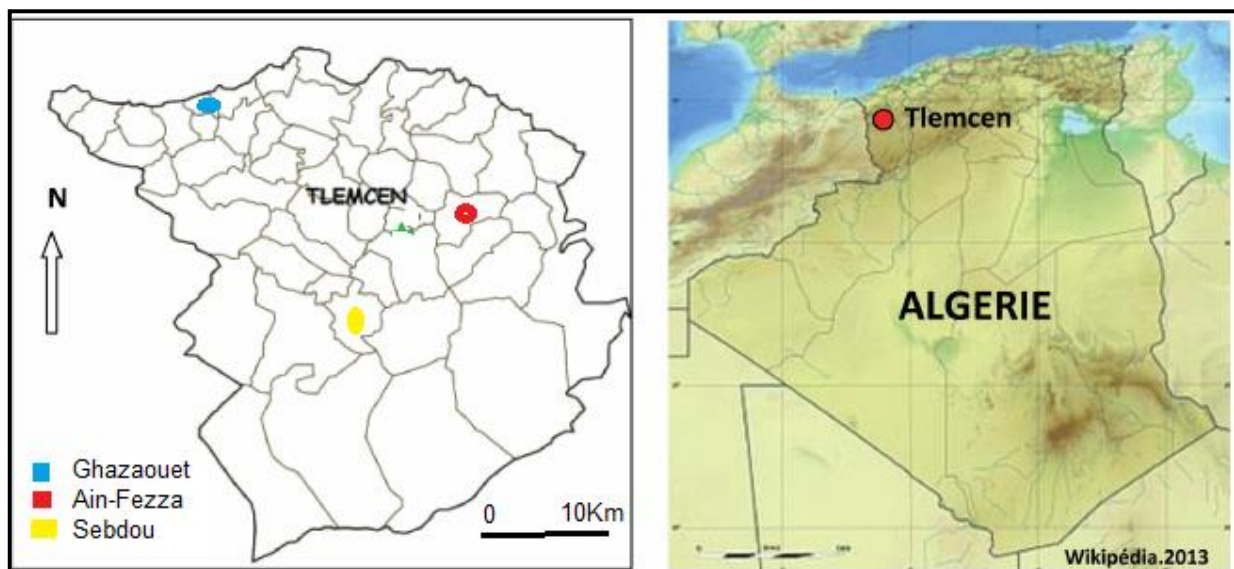 N
TLEMCEN
Ghazaouet
Ain-Fezza
Sebdou
0 10Km
Tlemcen
ALGERIE
Wikipédia.2013